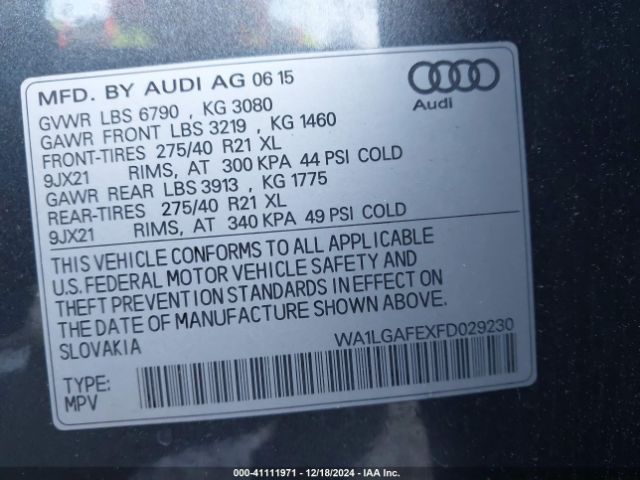 MFD. BY AUDI AG 06 15
Audi
GVWR LBS 6790 , KG 3080
GAWR FRONT LBS 3219 , KG 1460
FRONT-TIRES 275/40 R21 XL
9JX21 RIMS, AT 300 KPA 44 PSI COLD
GAWR REAR LBS 3913 , KG 1775
REAR-TIRES 275/40 R21 XL
9JX21 RIMS, AT 340 KPA 49 PSI COLD
THIS VEHICLE CONFORMS TO ALL APPLICABLE
U.S. FEDERAL MOTOR VEHICLE SAFETY AND
THEFT PREVENTION STANDARDS IN EFFECT ON
THE DATE OF MANUFACTURE SHOWN ABOVE.
SLOVAKIA
WA1LGAFEXFD029230
TYPE:
MPV
000-41111971 - 12/18/2024 - IAA Inc.